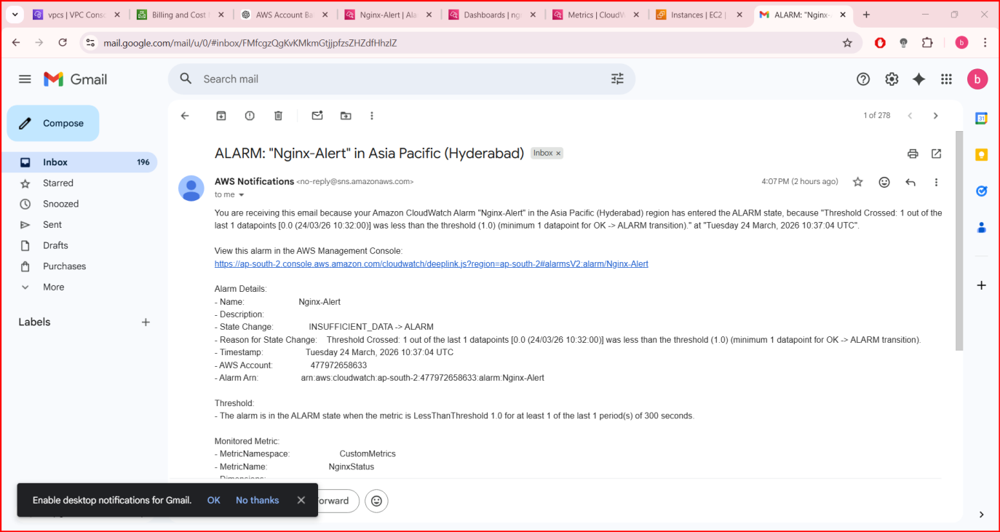 vpcs | VPC Cons
Billing and Cost
AWS Account Ba
Nginx-Alert | Ala
Dashboards | ng
Metrics | CloudW
Instances | EC2 |
ALARM: "Nginx-
mail.google.com/mail/u/0/#inbox/FMfcgzQgKvKMkmGtjjpfzsZHZdfHhzlZ
b
Gmail
Search mail
b
Compose
1 of 278
31
ALARM: "Nginx-Alert" in Asia Pacific (Hyderabad)
Inbox x
Inbox 196
Starred
Snoozed
Sent
Drafts
Purchases
More
Labels
AWS Notifications <no-reply@sns.amazonaws.com>
4:07 PM (2 hours ago)
to me
You are receiving this email because your Amazon CloudWatch Alarm "Nginx-Alert" in the Asia Pacific (Hyderabad) region has entered the ALARM state, because "Threshold Crossed: 1 out of the
last 1 datapoints [0.0 (24/03/26 10:32:00)] was less than the threshold (1.0) (minimum 1 datapoint for OK -> ALARM transition)." at "Tuesday 24 March, 2026 10:37:04 UTC".
View this alarm in the AWS Management Console:
https://ap-south-2.console.aws.amazon.com/cloudwatch/deeplink.js?region=ap-south-2#alarmsV2:alarm/Nginx-Alert
Alarm Details:
- Name: Nginx-Alert
- Description:
- State Change: INSUFFICIENT_DATA -> ALARM
- Reason for State Change: Threshold Crossed: 1 out of the last 1 datapoints [0.0 (24/03/26 10:32:00)] was less than the threshold (1.0) (minimum 1 datapoint for OK -> ALARM transition).
- Timestamp: Tuesday 24 March, 2026 10:37:04 UTC
- AWS Account: 477972658633
- Alarm Arn: arn:aws:cloudwatch:ap-south-2:477972658633:alarm:Nginx-Alert
Threshold:
- The alarm is in the ALARM state when the metric is LessThanThreshold 1.0 for at least 1 of the last 1 period(s) of 300 seconds.
Monitored Metric:
- MetricNamespace: CustomMetrics
- MetricName: NginxStatus
- Dimensions:
Enable desktop notifications for Gmail. OK No thanks
orward